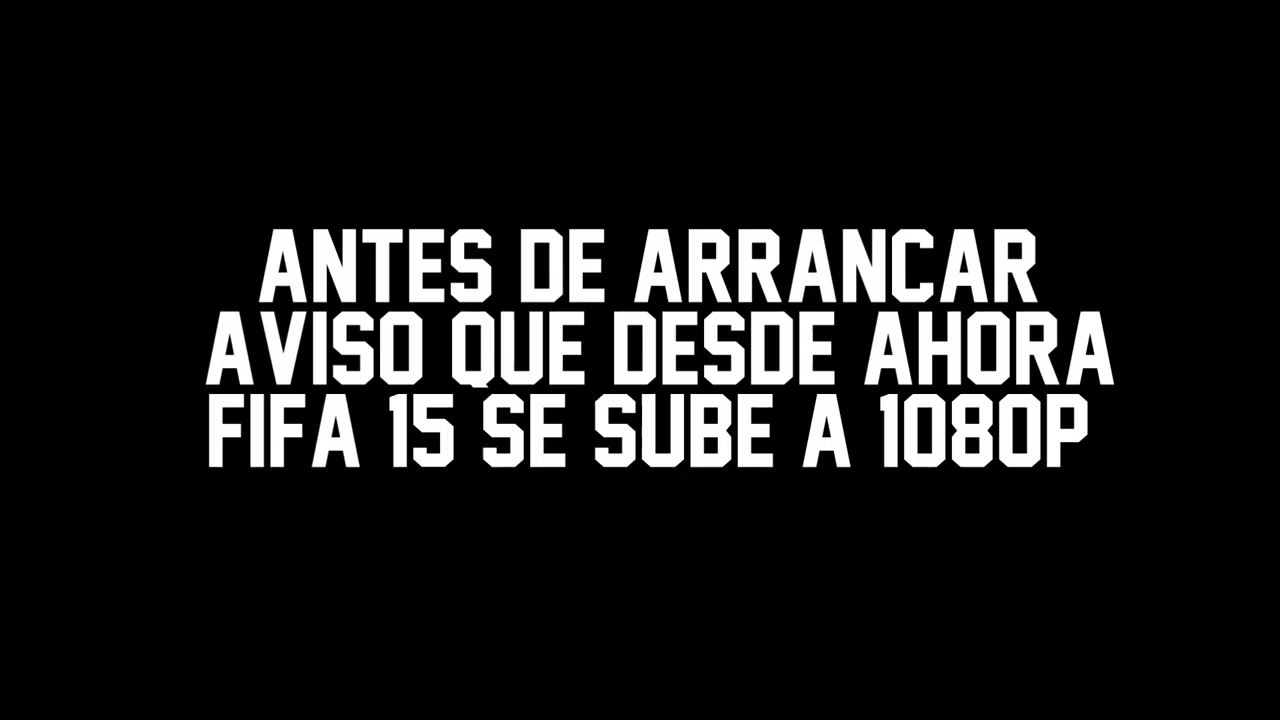 ANTES DE ARRANCAR
AVISO QUE DESDE AHORA
FIFA 15 SE SUBE A 1080P